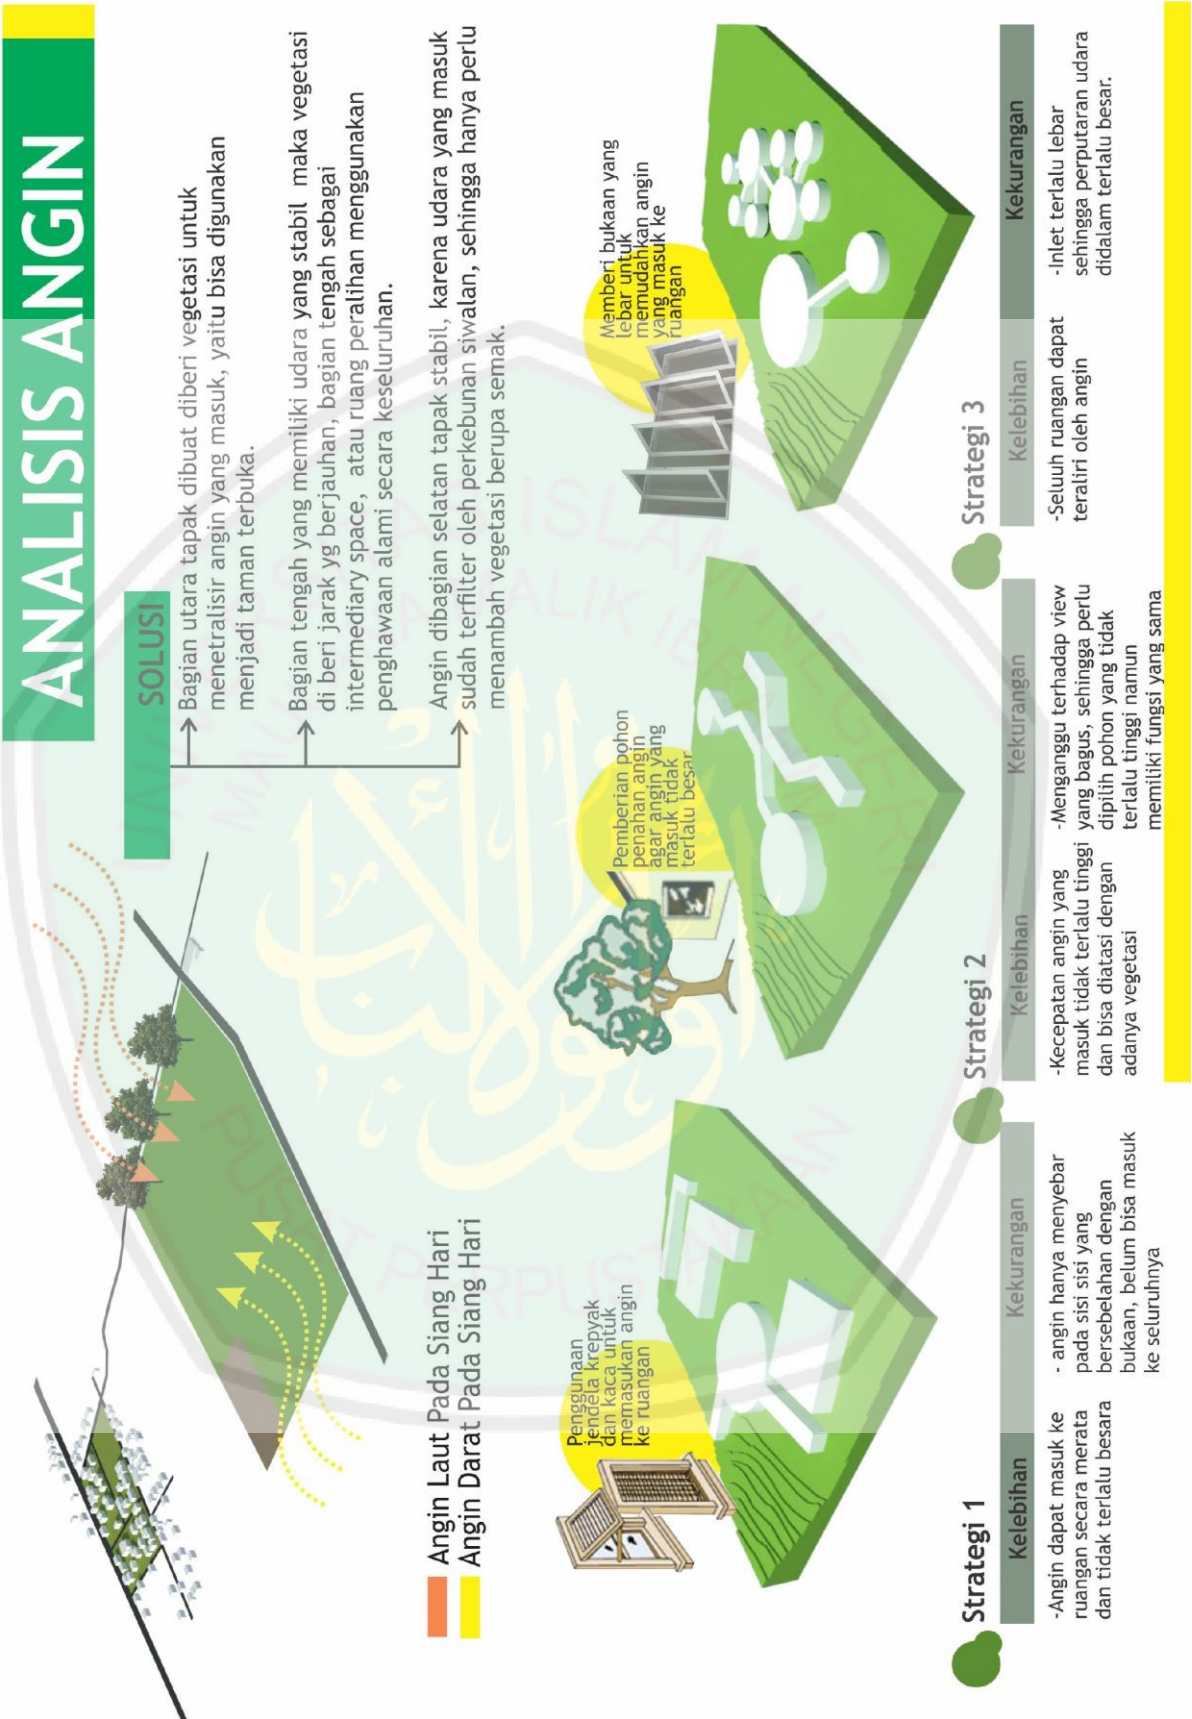 ANALISIS ANGIN
SOLUSI
Bagian utara tapak dibuat diberi vegetasi untuk
menetralisir angin yang masuk, yaitu bisa digunakan
menjadi taman terbuka.
Bagian tengah yang memiliki udara yang stabil maka vegetasi
di beri jarak yg berjauhan, bagian tengah sebagai
intermediary space, atau ruang peralihan menggunakan
penghawaan alami secara keseluruhan.
Angin dibagian selatan tapak stabil, karena udara yang masuk
sudah terfilter oleh perkebunan siwalan, sehingga hanya perlu
menambah vegetasi berupa semak.
Angin Laut Pada Siang Hari
Angin Darat Pada Siang Hari
Penggunaan
jendela krepyak
dan kaca untuk
memasukan angin
ke ruangan
Pemberian pohon
penahan angin
agar angin yang
masuk tidak
terlalu besar
Memberi bukaan yang
lebar untuk
memudahkan angin
yang masuk ke
ruangan
Strategi 1
Kelebihan
-Angin dapat masuk ke
ruangan secara merata
dan tidak terlalu besara
Kekurangan
- angin hanya menyebar
pada sisi sisi yang
bersebelahan dengan
bukaan, belum bisa masuk
ke seluruhnya
Strategi 2
Kelebihan
-Kecepatan angin yang
masuk tidak terlalu tinggi
dan bisa diatasi dengan
adanya vegetasi
Kekurangan
-Menganggu terhadap view
yang bagus, sehingga perlu
dipilih pohon yang tidak
terlalu tinggi namun
memiliki fungsi yang sama
Strategi 3
Kelebihan
-Seluruh ruangan dapat
teraliri oleh angin
Kekurangan
-Inlet terlalu lebar
sehingga perputaran udara
didalam terlalu besar.
PUSAT PERPUSTAKAAN